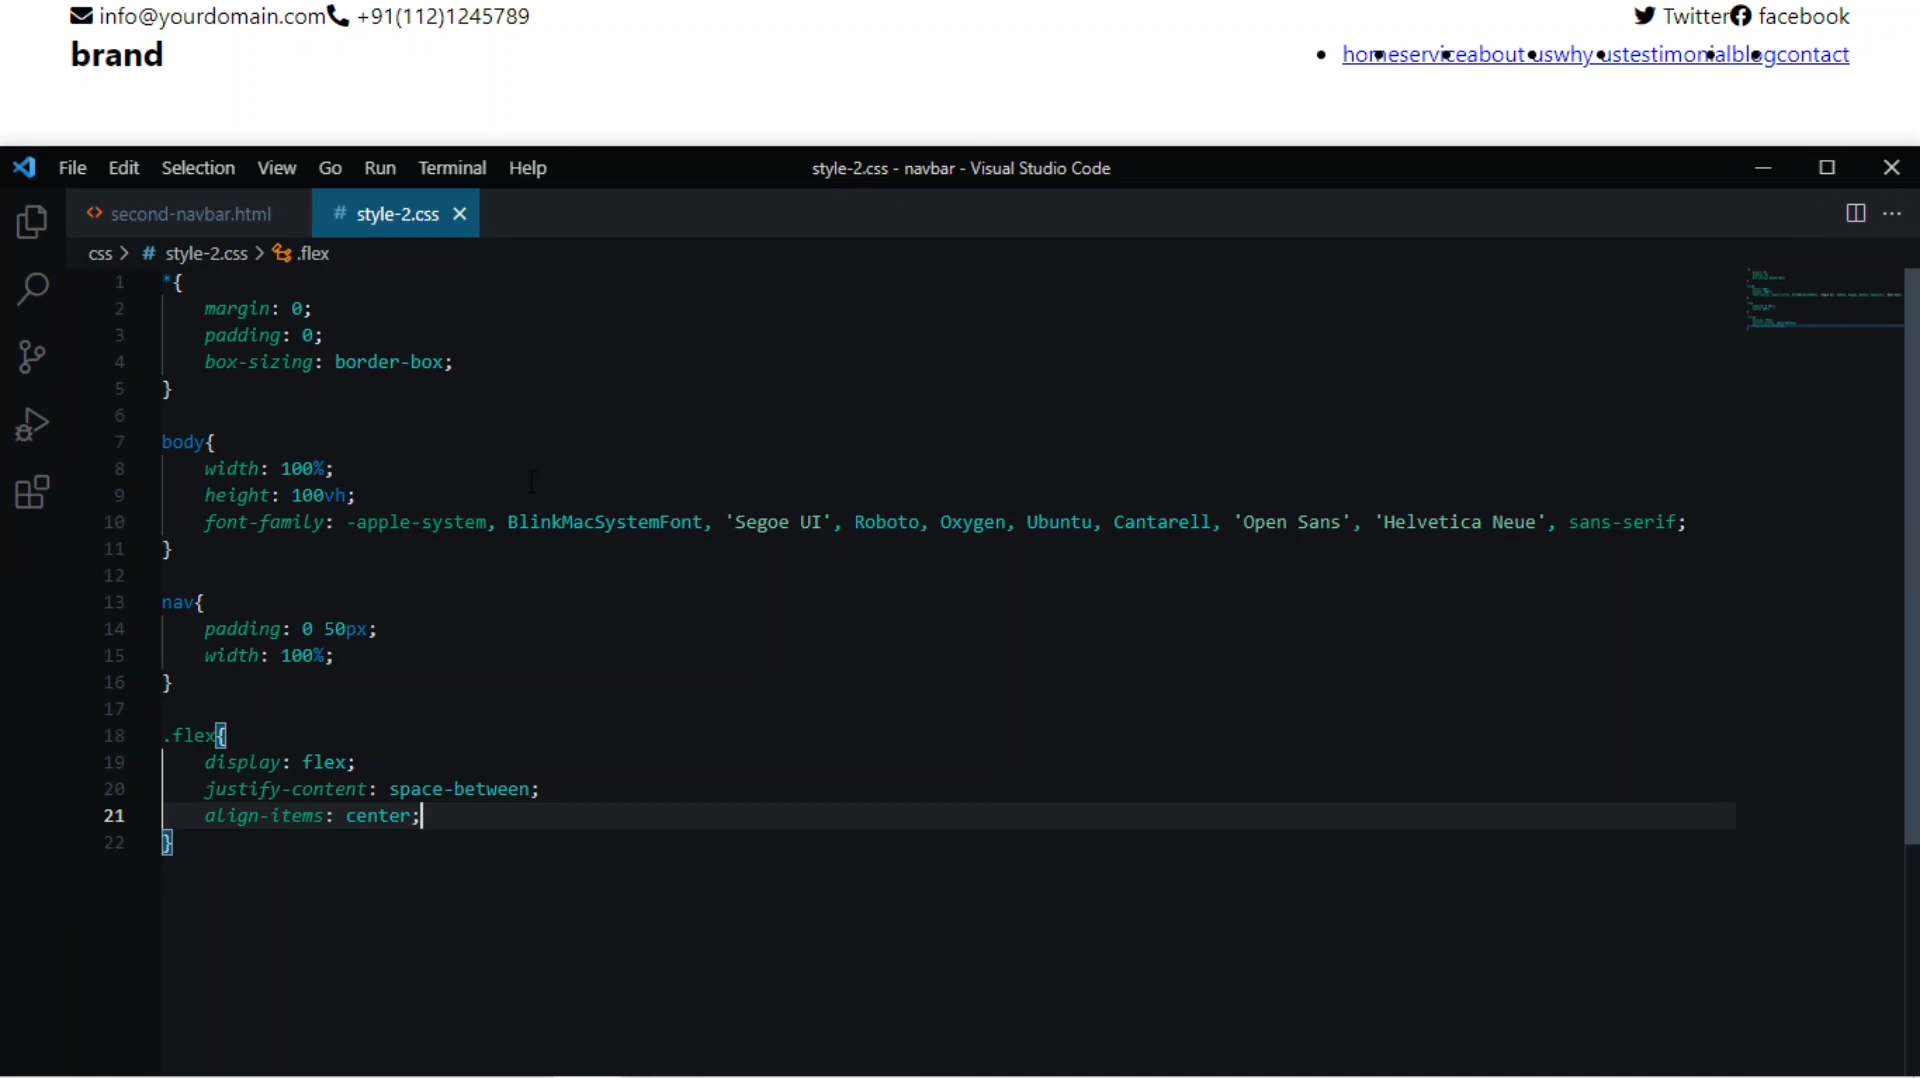 info@yourdomain.com +91(112)1245789 Twitter facebook
brand • homeserviceabout uswhy ustestimonialblogcontact
File Edit Selection View Go Run Terminal Help style-2.css - navbar - Visual Studio Code
<> second-navbar.html # style-2.css ×
css > # style-2.css > .flex
1 *{
2 margin: 0;
3 padding: 0;
4 box-sizing: border-box;
5 }
6
7 body{
8 width: 100%;
9 height: 100vh;
10 font-family: -apple-system, BlinkMacSystemFont, 'Segoe UI', Roboto, Oxygen, Ubuntu, Cantarell, 'Open Sans', 'Helvetica Neue', sans-serif;
11 }
12
13 nav{
14 padding: 0 50px;
15 width: 100%;
16 }
17
18 .flex{
19 display: flex;
20 justify-content: space-between;
21 align-items: center;
22 }